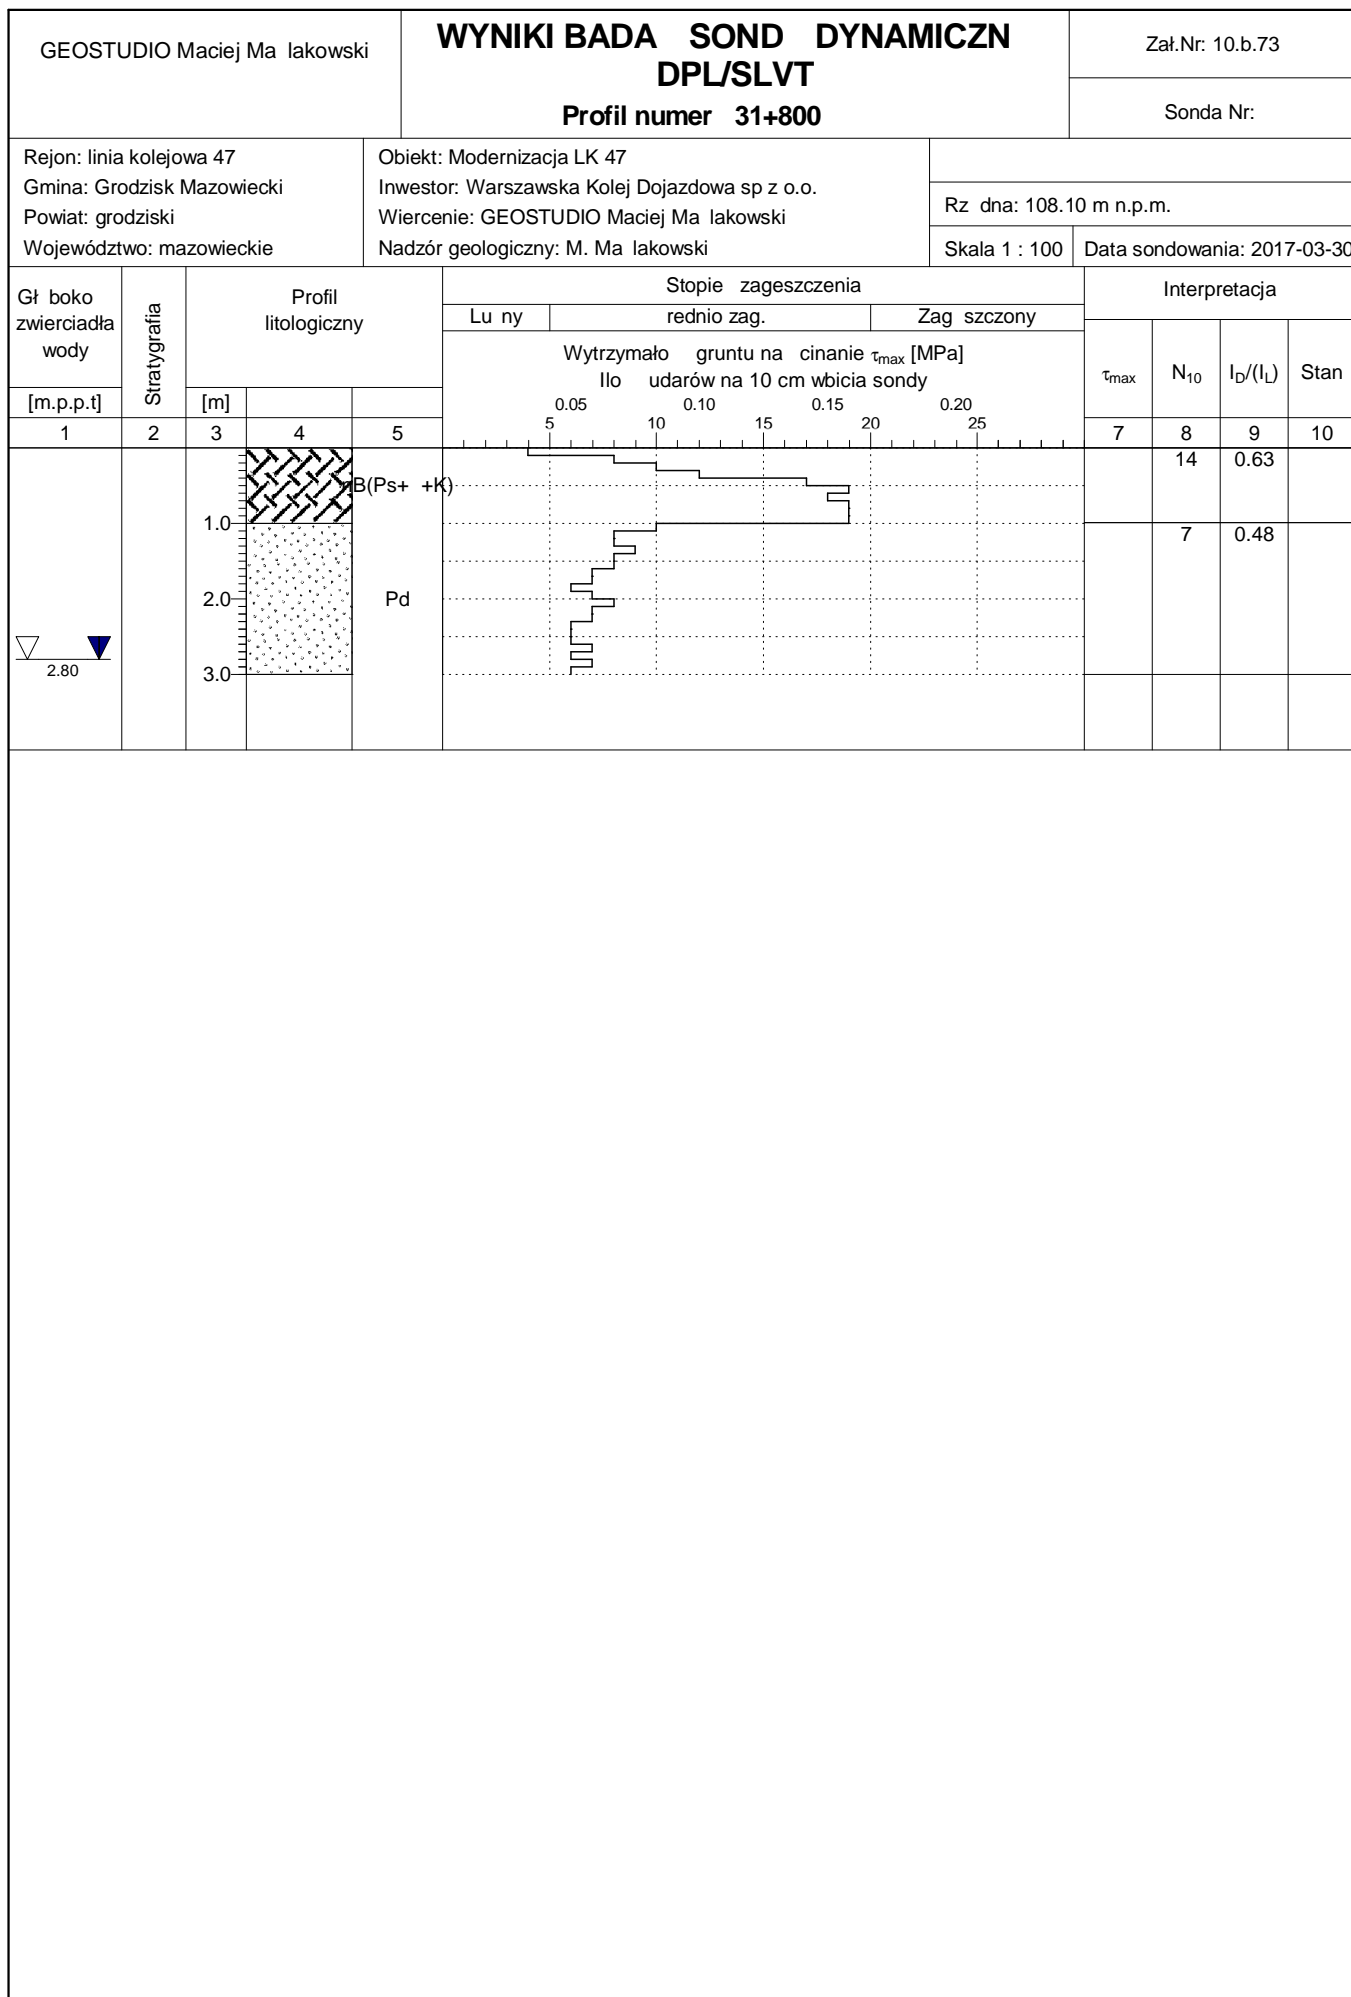 GEOSTUDIO Maciej Ma lakowski
WYNIKI BADA SOND DYNAMICZN
DPL/SLVT
Profil numer 31+800
Zał.Nr: 10.b.73
Sonda Nr:
Rejon: linia kolejowa 47
Gmina: Grodzisk Mazowiecki
Powiat: grodziski
Województwo: mazowieckie
Obiekt: Modernizacja LK 47
Inwestor: Warszawska Kolej Dojazdowa sp z o.o.
Wiercenie: GEOSTUDIO Maciej Ma lakowski
Nadzór geologiczny: M. Ma lakowski
Rz dna: 108.10 m n.p.m.
Skala 1 : 100
Data sondowania: 2017-03-30
Gł boko
zwierciadła
wody
[m.p.p.t]
Stratygrafia
Profil
litologiczny
[m]
Stopie zageszczenia
Lu ny
rednio zag.
Zag szczony
Wytrzymało gruntu na cinanie τmax [MPa]
Ilo udarów na 10 cm wbicia sondy
0.05 0.10 0.15 0.20
5 10 15 20 25
Interpretacja
τmax
N10
ID/(IL)
Stan
1 2 3 4 5 7 8 9 10
B(Ps+ +K)
14 0.63
1.0
7 0.48
2.0
Pd
2.80
3.0